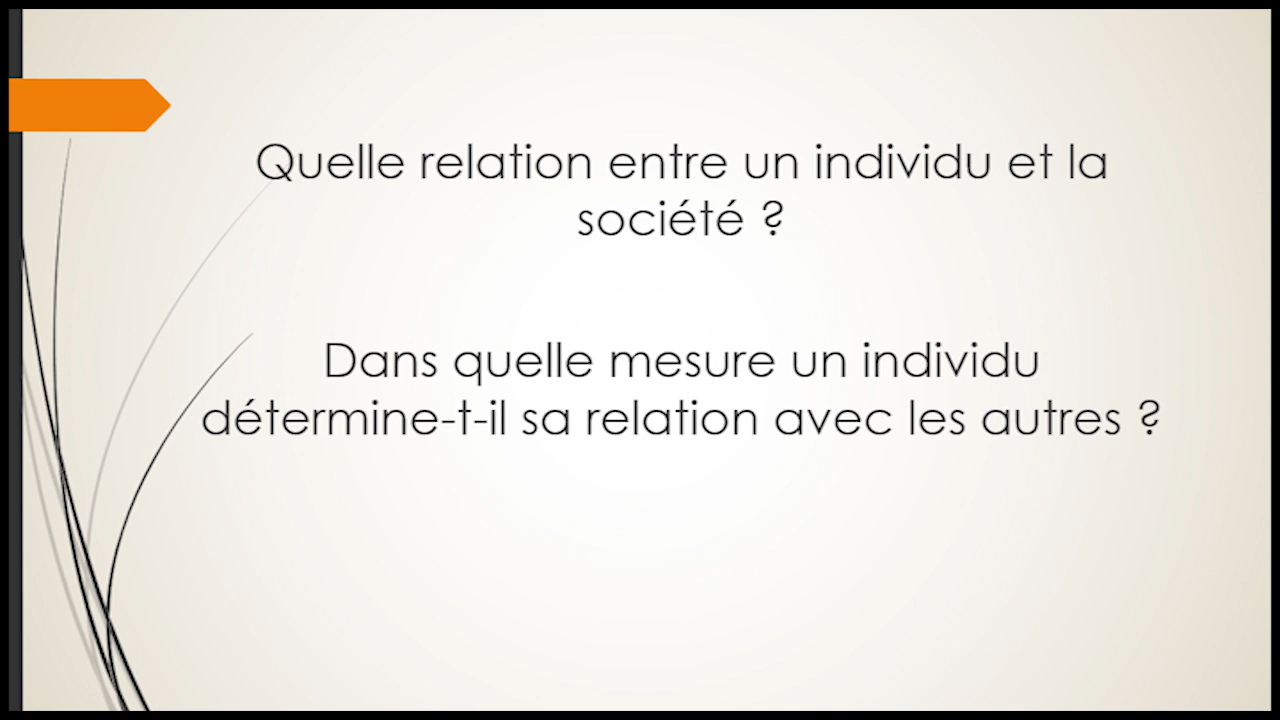 Quelle relation entre un individu et la
société ?
Dans quelle mesure un individu
détermine-t-il sa relation avec les autres ?